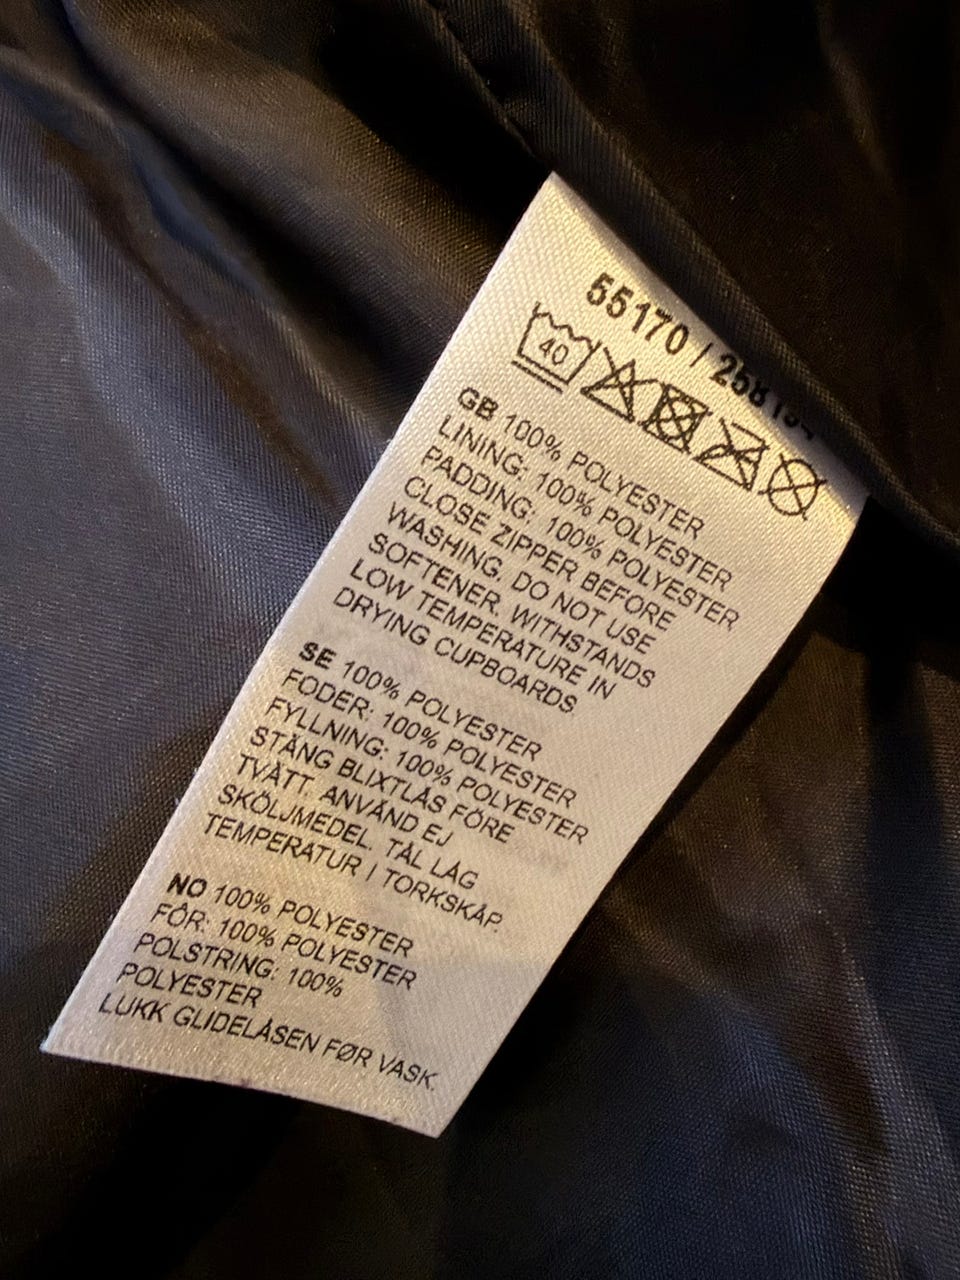 55170 / 258194
40
GB 100% POLYESTER
LINING: 100% POLYESTER
PADDING: 100% POLYESTER
CLOSE ZIPPER BEFORE
WASHING. DO NOT USE
SOFTENER. WITHSTANDS
LOW TEMPERATURE IN
DRYING CUPBOARDS.
SE 100% POLYESTER
FODER: 100% POLYESTER
FYLLNING: 100% POLYESTER
STÄNG BLIXTLÅS FÖRE
TVÄTT. ANVÄND EJ
SKÖLJMEDEL. TÅL LÅG
TEMPERATUR I TORKSKÅP.
NO 100% POLYESTER
FÔR: 100% POLYESTER
POLSTRING: 100%
POLYESTER
LUKK GLIDELÅSEN FØR VASK.